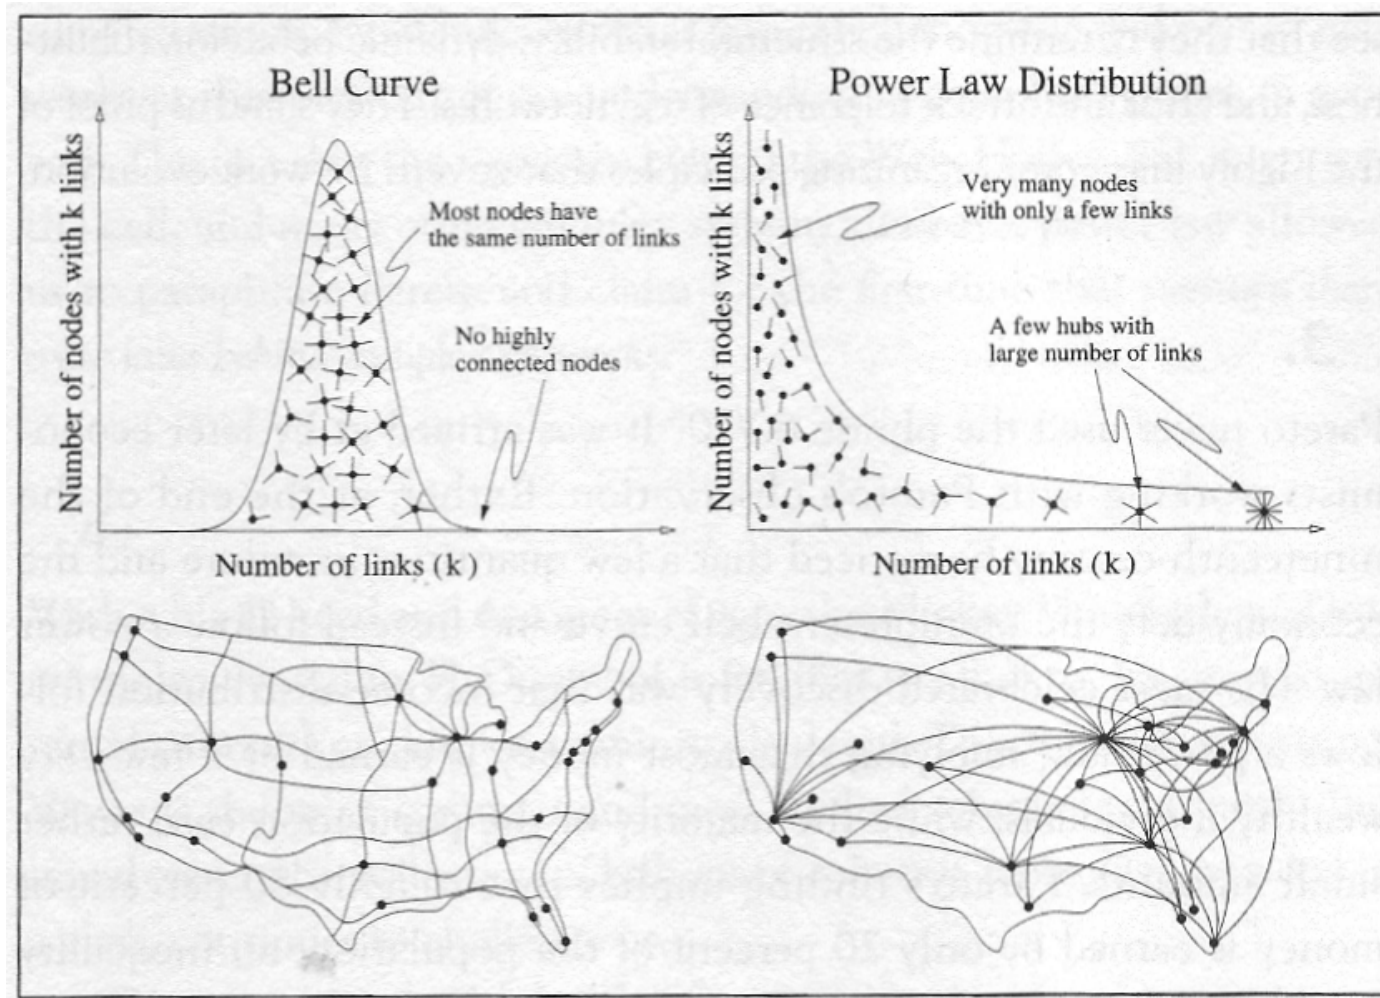 Bell Curve
Number of nodes with k links
Most nodes have
the same number of links
No highly
connected nodes
Number of links (k)
Power Law Distribution
Number of nodes with k links
Very many nodes
with only a few links
A few hubs with
large number of links
Number of links (k)